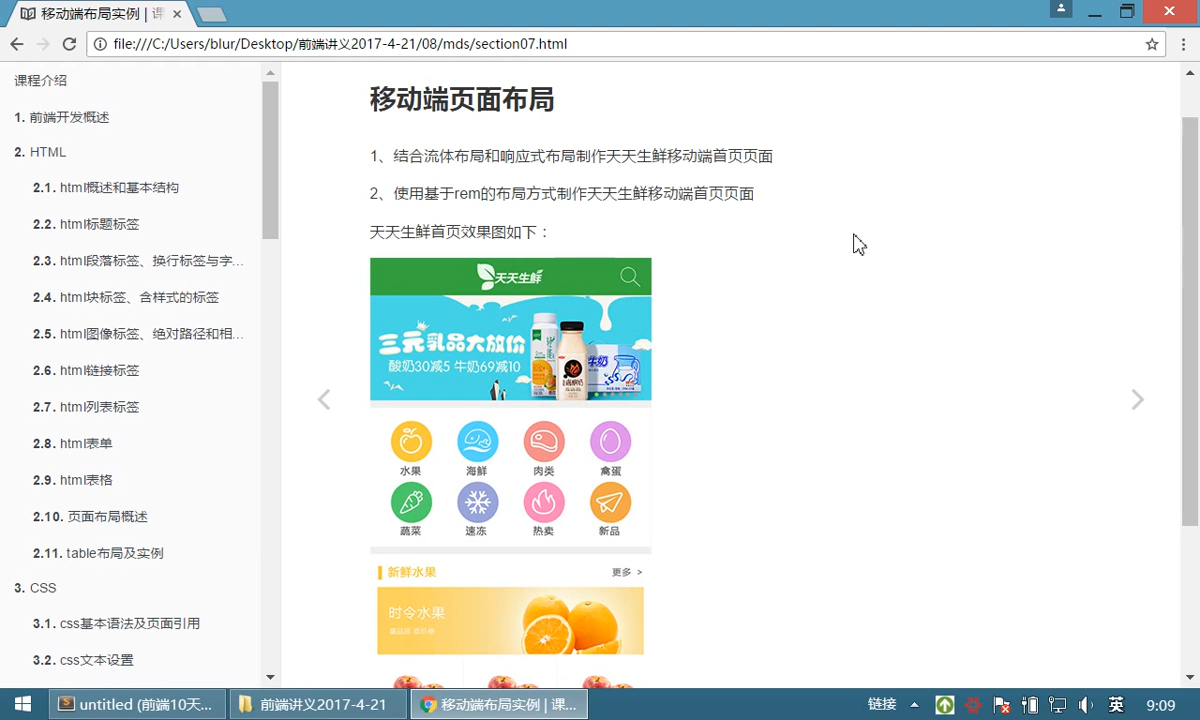 移动端布局实例 | 课
file:///C:/Users/blur/Desktop/前端讲义2017-4-21/08/mds/section07.html
课程介绍
1. 前端开发概述
2. HTML
2.1. html概述和基本结构
2.2. html标题标签
2.3. html段落标签、换行标签与字...
2.4. html块标签、含样式的标签
2.5. html图像标签、绝对路径和相...
2.6. html链接标签
2.7. html列表标签
2.8. html表单
2.9. html表格
2.10. 页面布局概述
2.11. table布局及实例
3. CSS
3.1. css基本语法及页面引用
3.2. css文本设置
移动端页面布局
1、结合流体布局和响应式布局制作天天生鲜移动端首页页面
2、使用基于rem的布局方式制作天天生鲜移动端首页页面
天天生鲜首页效果图如下：
天天生鲜
三元乳品大放价
酸奶30减5 牛奶69减10
水果 海鲜 肉类 禽蛋
蔬菜 速冻 热卖 新品
新鲜水果 更多 >
时令水果
untitled (前端10天...
前端讲义2017-4-21
移动端布局实例 | 课...
链接
英
9:09